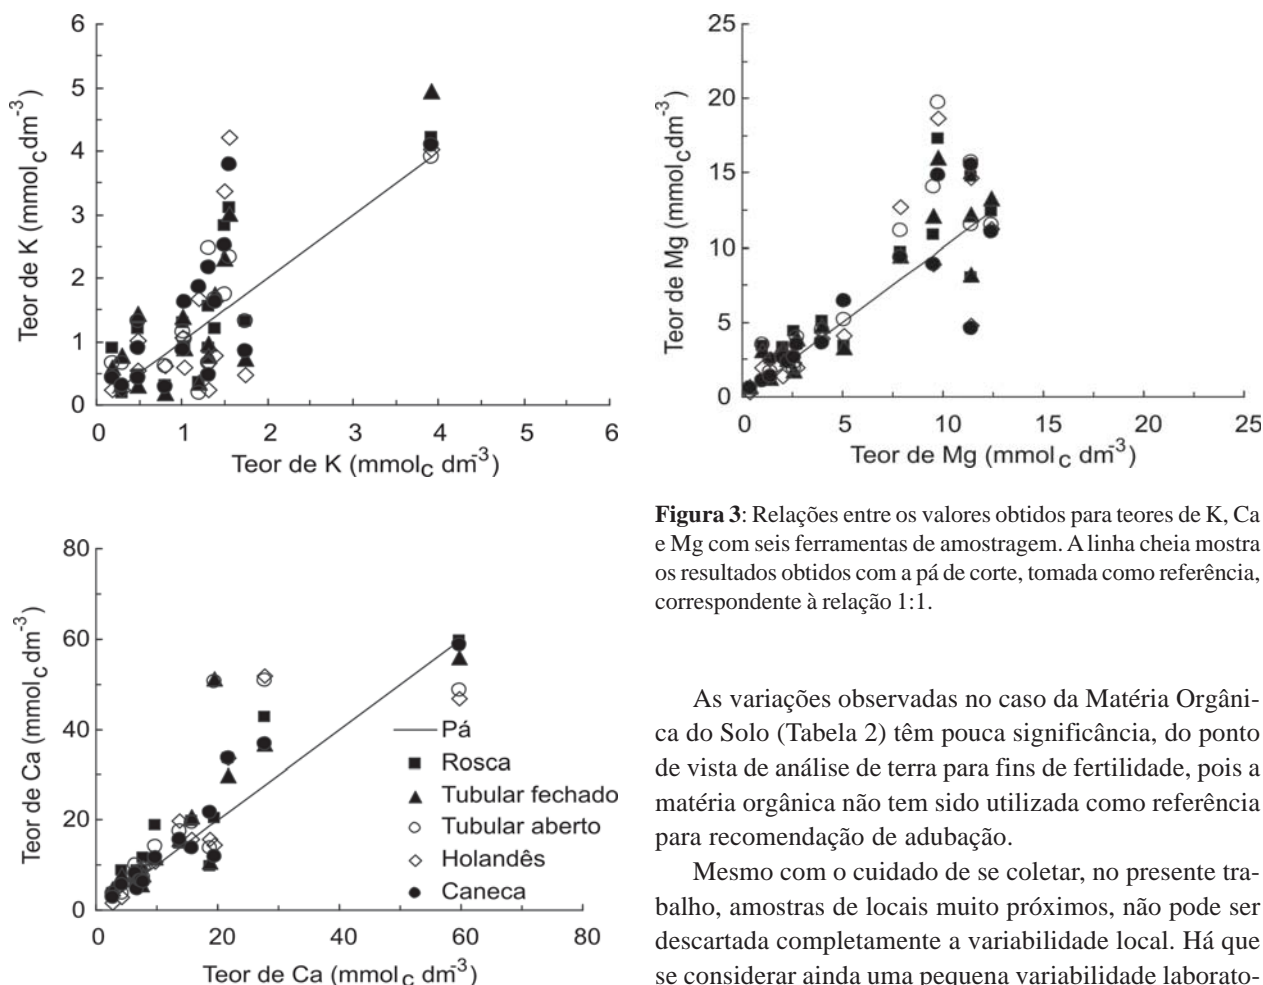 6
5
4
3
2
1
0
Teor de K (mmolc dm-3)
0 1 2 3 4 5 6
Teor de K (mmolc dm-3)
80
60
40
20
0
Teor de Ca (mmolc dm-3)
Pá
Rosca
Tubular fechado
Tubular aberto
Holandês
Caneca
0 20 40 60 80
Teor de Ca (mmolc dm-3)
25
20
15
10
5
0
Teor de Mg (mmolc dm-3)
0 5 10 15 20 25
Teor de Mg (mmolc dm-3)
Figura 3: Relações entre os valores obtidos para teores de K, Ca
e Mg com seis ferramentas de amostragem. A linha cheia mostra
os resultados obtidos com a pá de corte, tomada como referência,
correspondente à relação 1:1.
As variações observadas no caso da Matéria Orgâni-
ca do Solo (Tabela 2) têm pouca significância, do ponto
de vista de análise de terra para fins de fertilidade, pois a
matéria orgânica não tem sido utilizada como referência
para recomendação de adubação.
Mesmo com o cuidado de se coletar, no presente tra-
balho, amostras de locais muito próximos, não pode ser
descartada completamente a variabilidade local. Há que
se considerar ainda uma pequena variabilidade laborato-